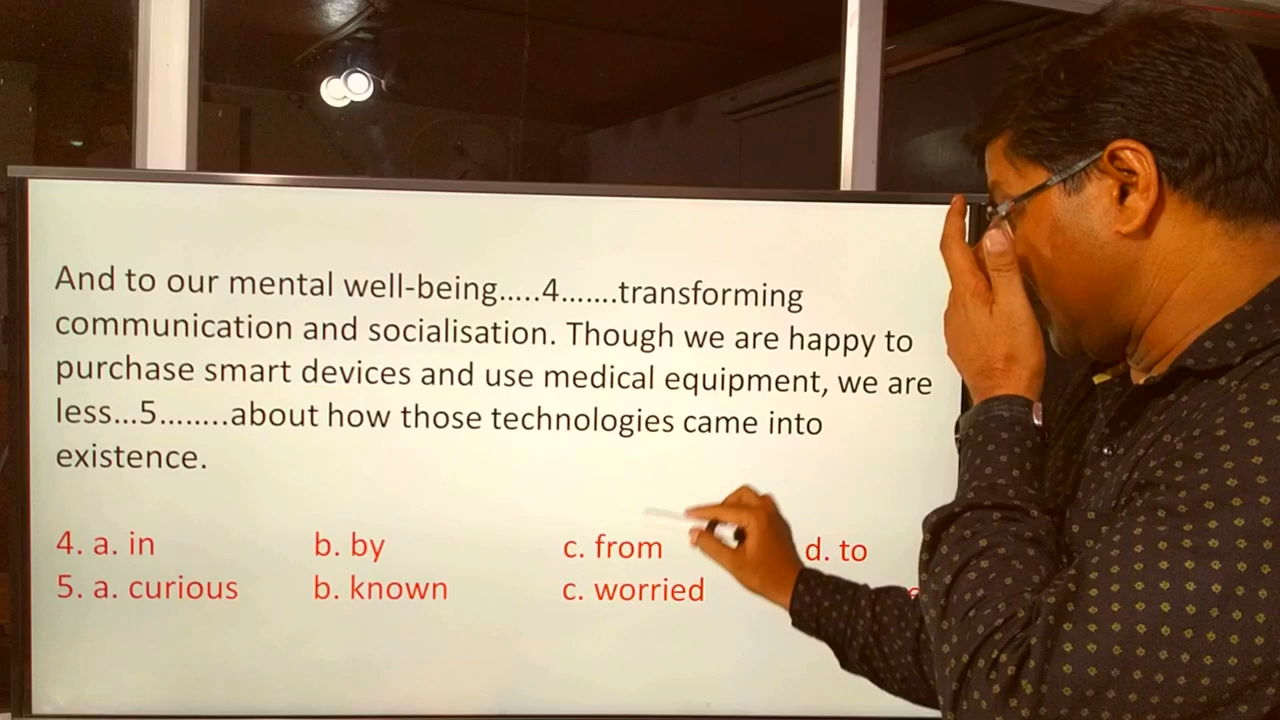 And to our mental well-being.....4.......transforming
communication and socialisation. Though we are happy to
purchase smart devices and use medical equipment, we are
less...5........about how those technologies came into
existence.
4. a. in b. by c. from d. to
5. a. curious b. known c. worried